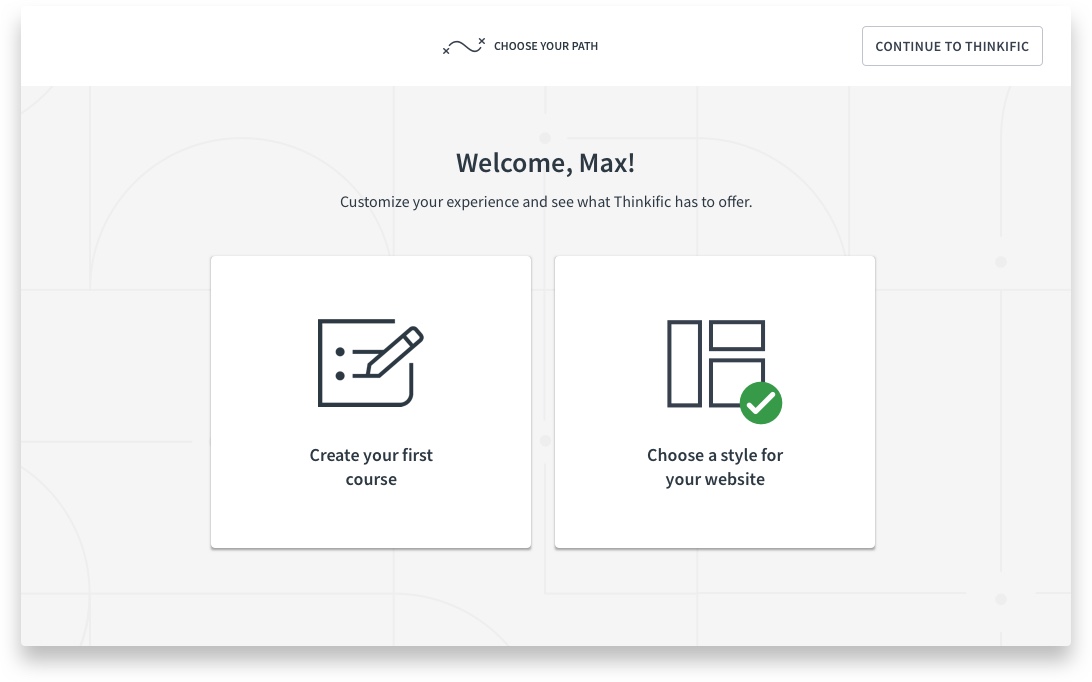 CHOOSE YOUR PATH
CONTINUE TO THINKIFIC
Welcome, Max!
Customize your experience and see what Thinkific has to offer.
Create your first
course
Choose a style for
your website